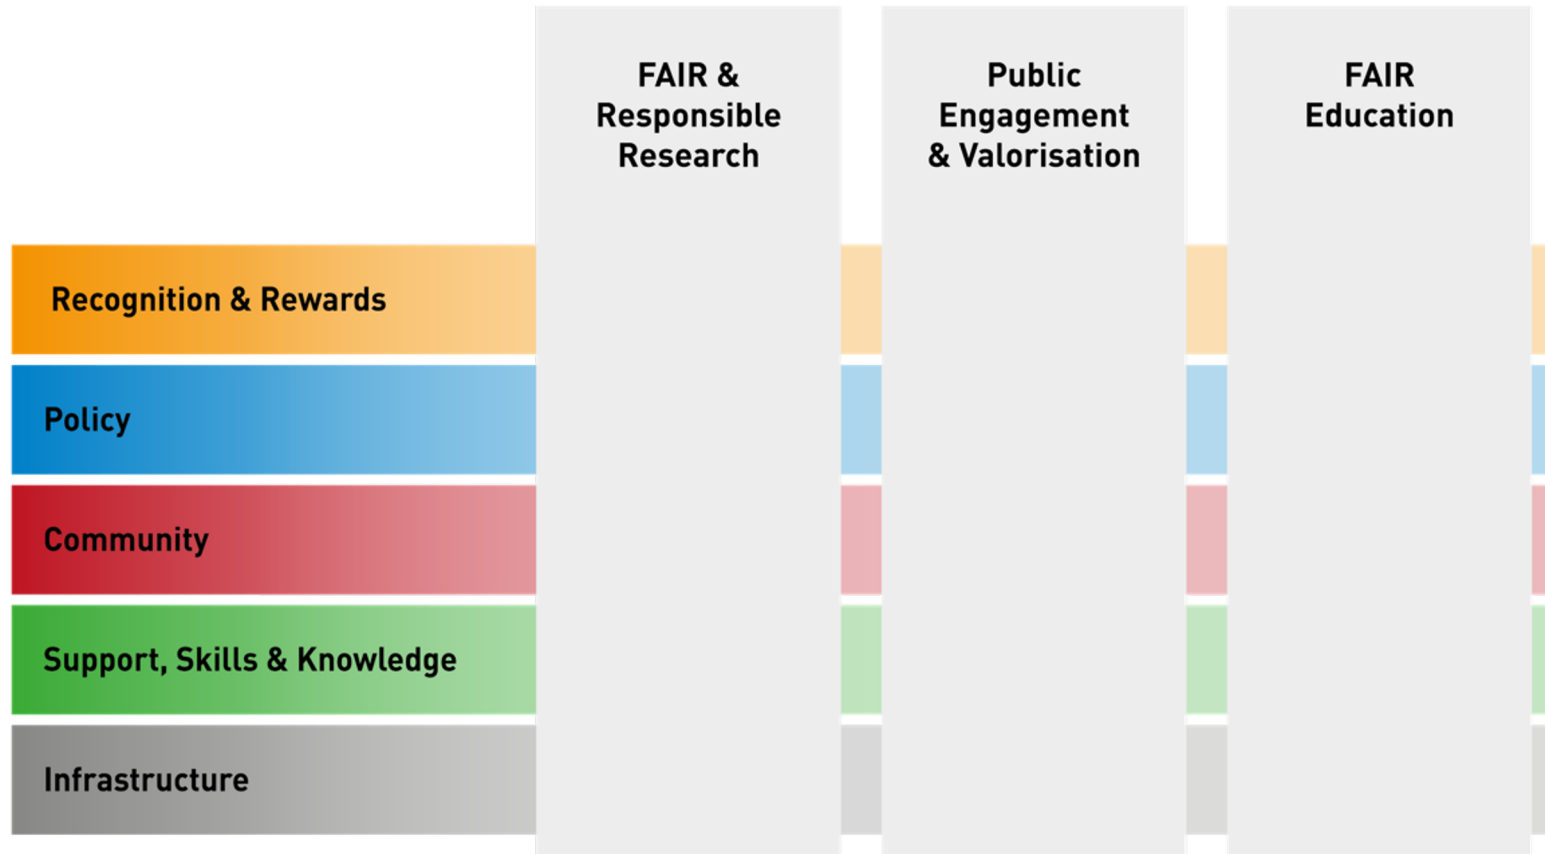 FAIR &
Responsible
Research
Public
Engagement
& Valorisation
FAIR
Education
Recognition & Rewards
Policy
Community
Support, Skills & Knowledge
Infrastructure